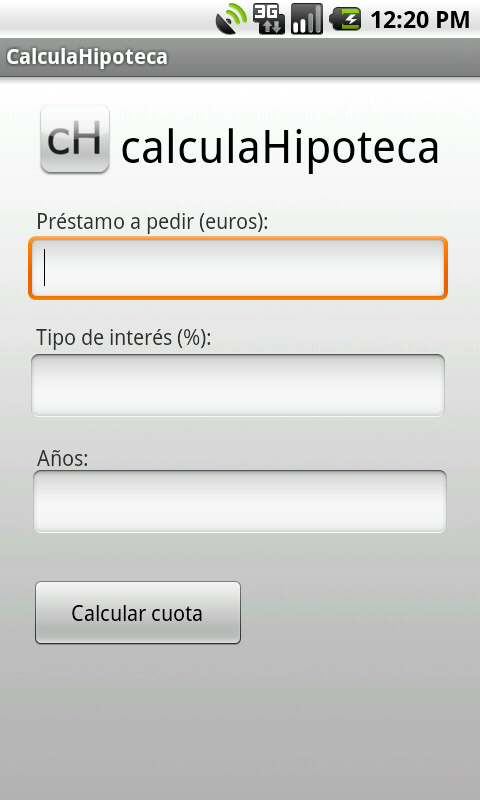 3G
12:20 PM
CalculaHipoteca
cH
calculaHipoteca
Préstamo a pedir (euros):
Tipo de interés (%):
Años:
Calcular cuota